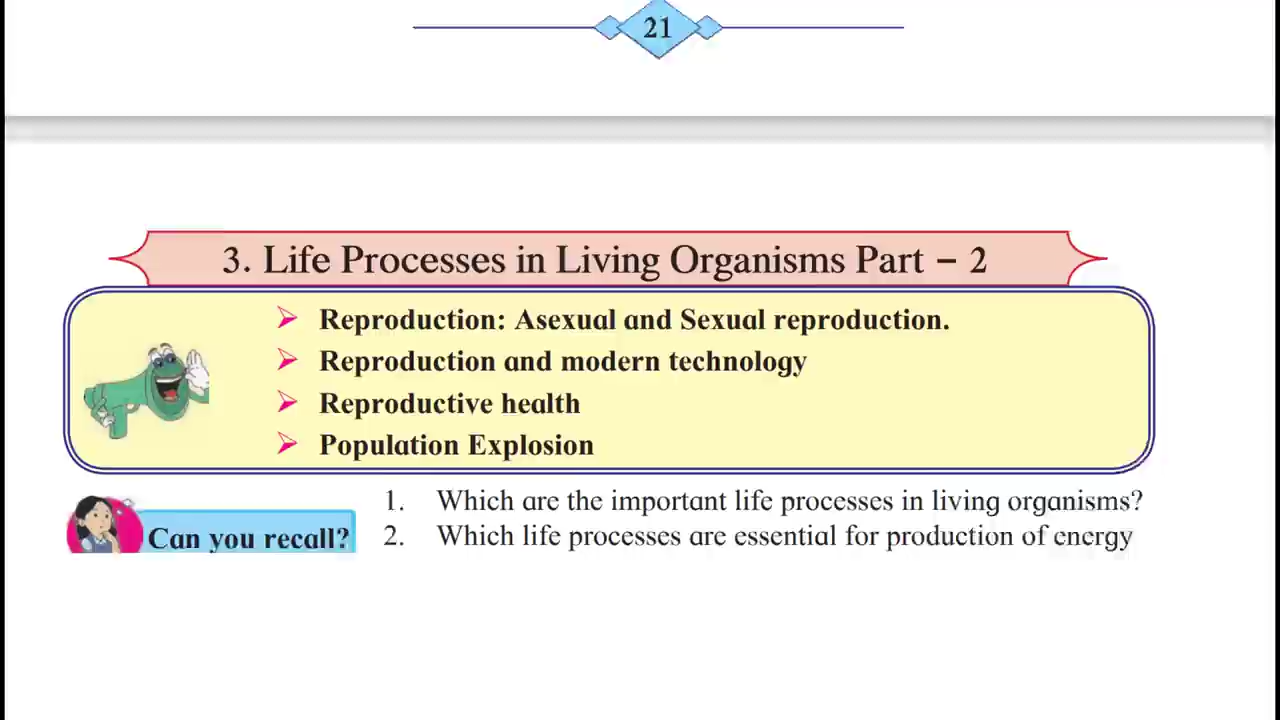 21
3. Life Processes in Living Organisms Part – 2
➢ Reproduction: Asexual and Sexual reproduction.
➢ Reproduction and modern technology
➢ Reproductive health
➢ Population Explosion
Can you recall?
1. Which are the important life processes in living organisms?
2. Which life processes are essential for production of energy